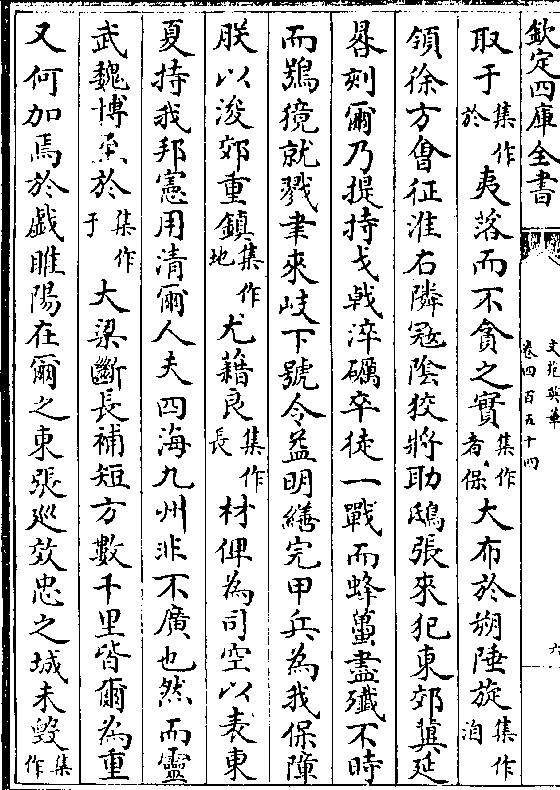 欽定四庫全書
文苑英華
卷四百五十四
六
取于集作於夷落而不貪之實集作者保大布於朔陲旋集作洎
領徐方會征淮右隣寇陰狡將助鴟張來犯東郊冀延
晷刻爾乃提持戈戟淬礪卒徒一戰而蜂蠆盡殲不時
而鶚獍就戮聿來岐下號令益明繕完甲兵為我保障
朕以浚郊重鎮集作地尤藉良集作長材俾為司空以表東
夏持我邦憲用清爾人夫四海九州非不廣也然而靈
武魏博集作于大梁斷長補短方數千里皆爾為重
又何加焉於戲睢陽在爾之東張廵效忠之城未毀集作